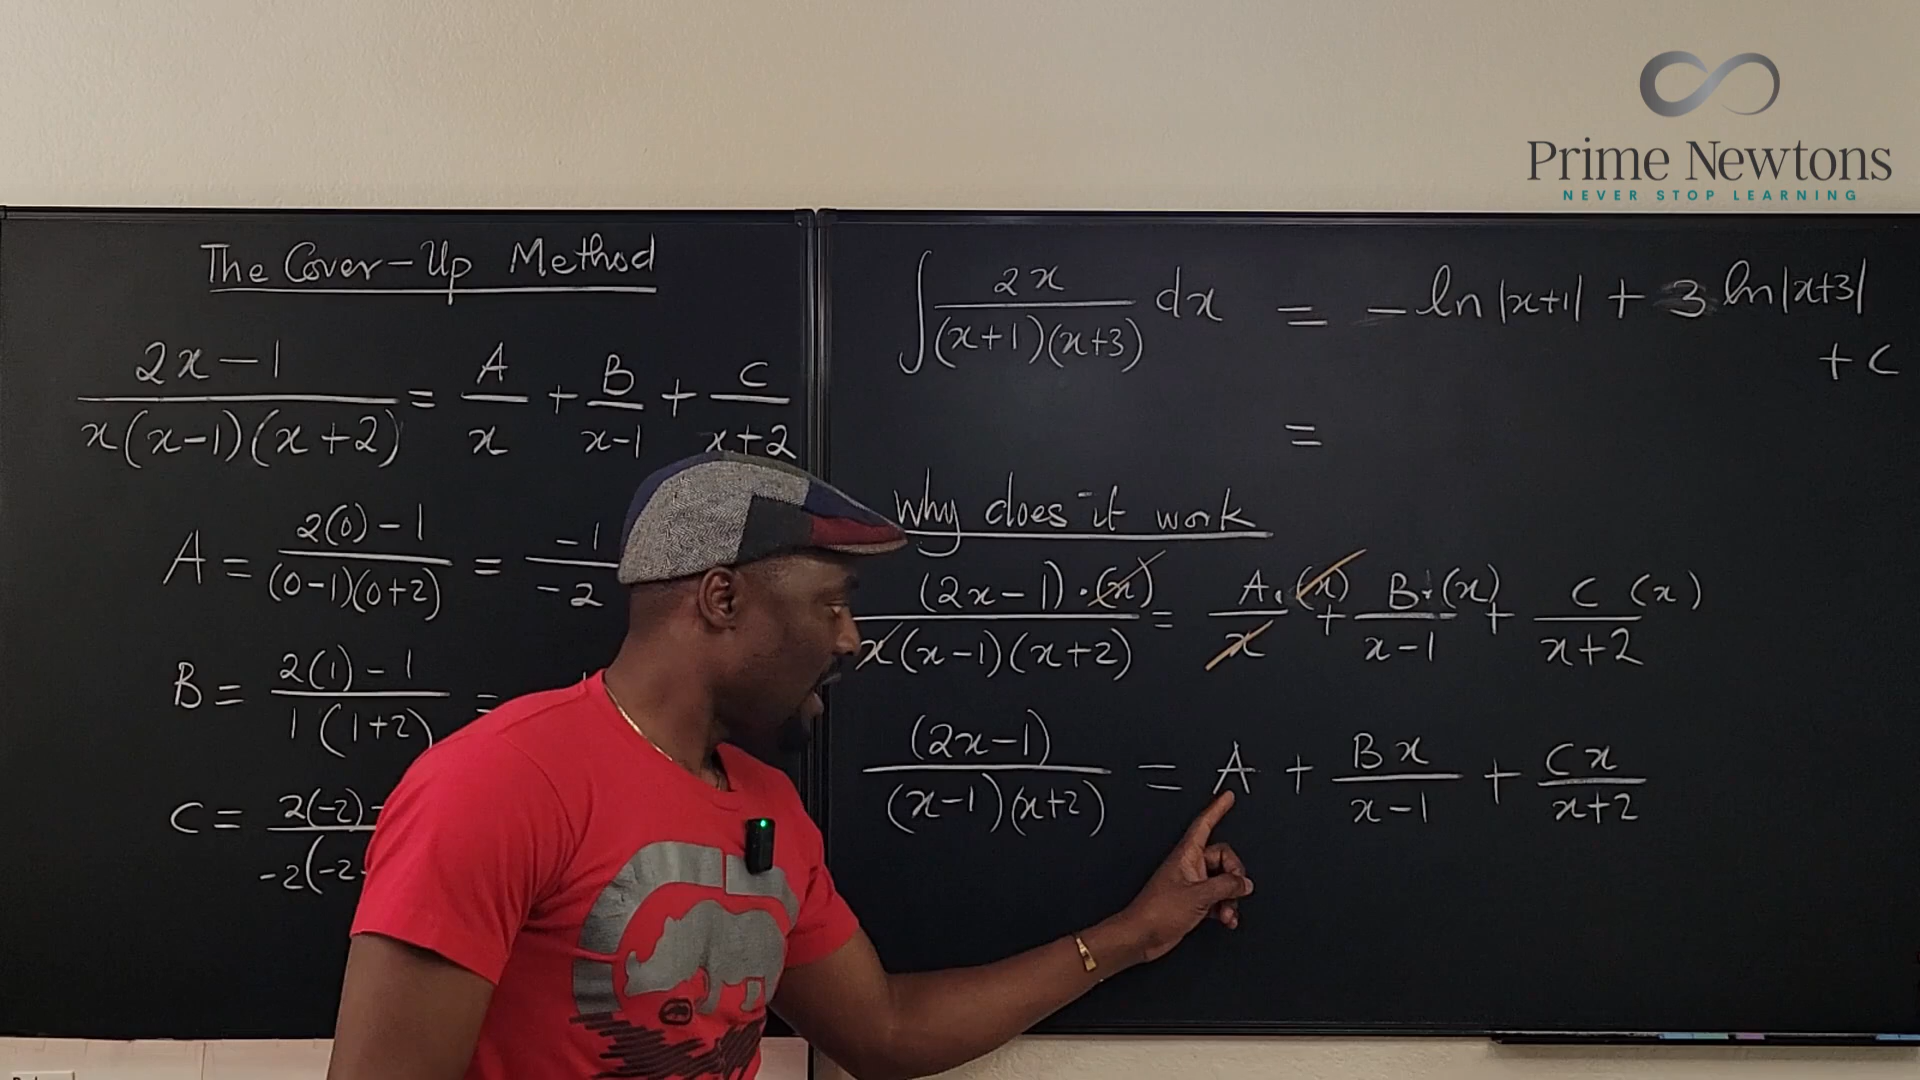 Prime Newtons
NEVER STOP LEARNING
The Cover-Up Method
2x-1 / x(x-1)(x+2) = A/x + B/x-1 + C/x+2
A = 2(0)-1 / (0-1)(0+2) = -1 / -2
B = 2(1)-1 / 1(1+2) =
C = 2(-2)- / -2(-2
∫ 2x / (x+1)(x+3) dx = -ln|x+1| + 3 ln|x+3|
+ C
=
Why does it work
(2x-1)·(x) / x(x-1)(x+2) = A·(x) / x + B·(x) / x-1 + C(x) / x+2
(2x-1) / (x-1)(x+2) = A + Bx / x-1 + Cx / x+2